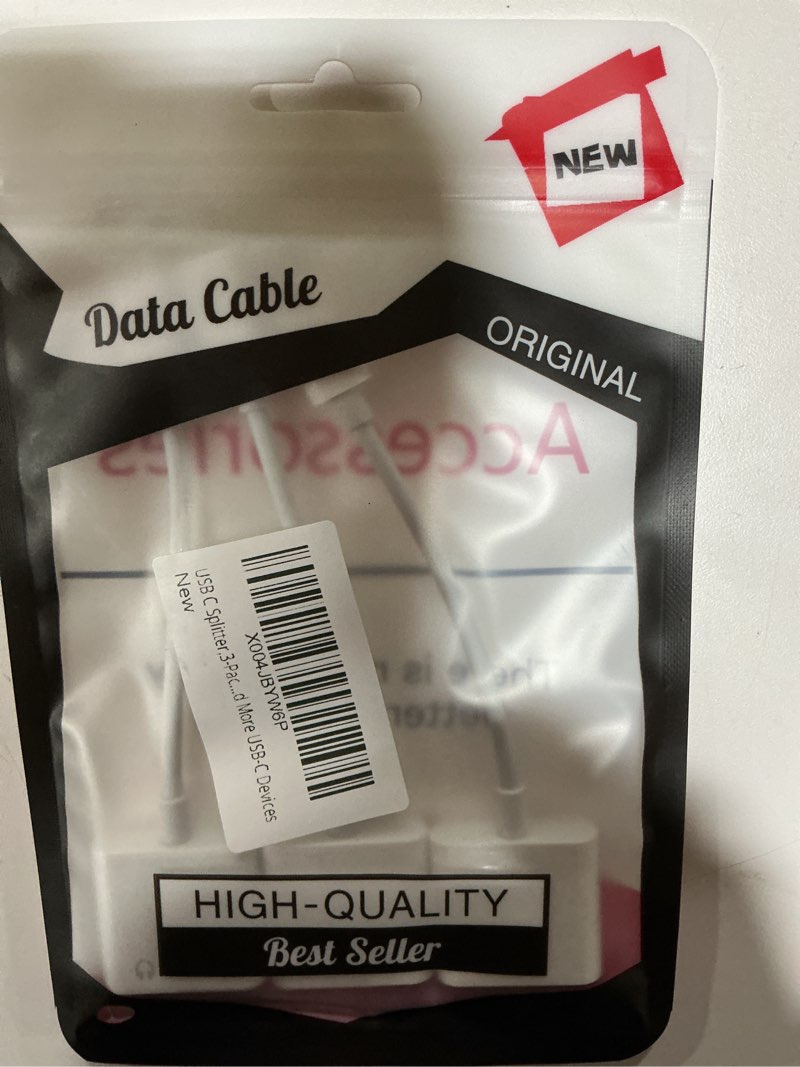 NEW
Data Cable
ORIGINAL
Accessories
X004JBYW6P
USB C Splitter,3-Pac...d More USB-C Devices
New
HIGH-QUALITY
Best Seller